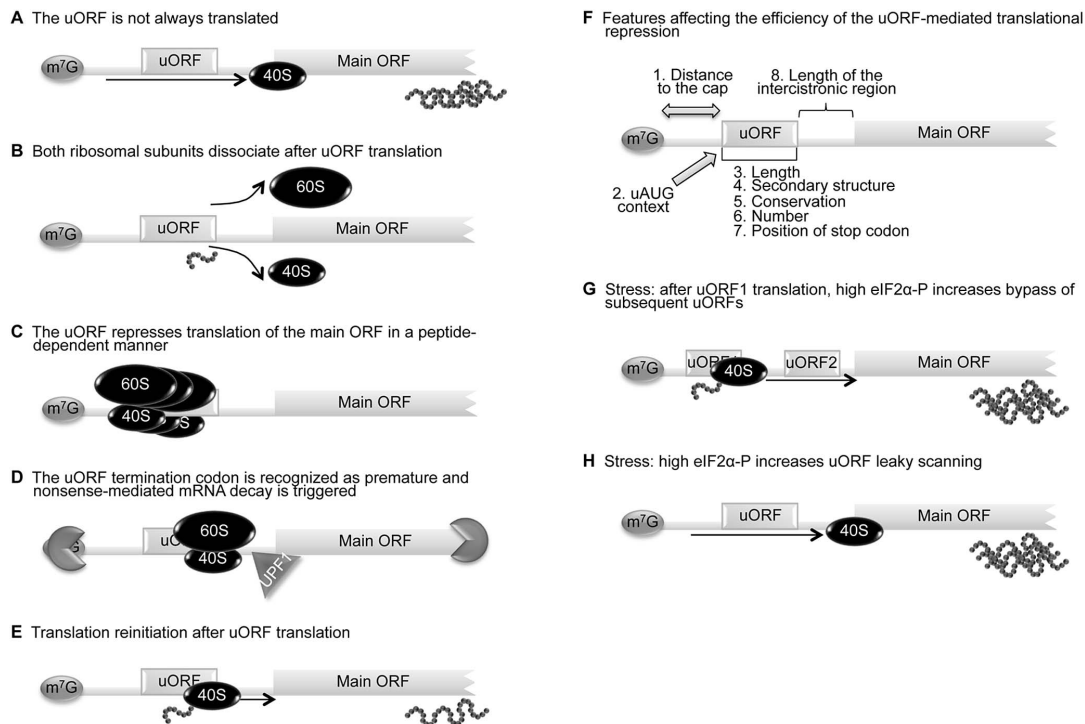 A The uORF is not always translated
m7G
uORF
40S
Main ORF
B Both ribosomal subunits dissociate after uORF translation
60S
m7G
uORF
Main ORF
40S
C The uORF represses translation of the main ORF in a peptide-
dependent manner
60S
m7G
40S
S
Main ORF
D The uORF termination codon is recognized as premature and
nonsense-mediated mRNA decay is triggered
60S
40S
UPF1
Main ORF
E Translation reinitiation after uORF translation
m7G
uORF
40S
Main ORF
F Features affecting the efficiency of the uORF-mediated translational
repression
1. Distance
to the cap
8. Length of the
intercistronic region
m7G
uORF
Main ORF
2. uAUG
context
3. Length
4. Secondary structure
5. Conservation
6. Number
7. Position of stop codon
G Stress: after uORF1 translation, high eIF2α-P increases bypass of
subsequent uORFs
m7G
uORF1
40S
uORF2
Main ORF
H Stress: high eIF2α-P increases uORF leaky scanning
m7G
uORF
40S
Main ORF